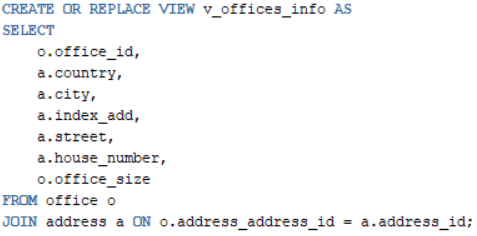 CREATE OR REPLACE VIEW v_offices_info AS
SELECT
    o.office_id,
    a.country,
    a.city,
    a.index_add,
    a.street,
    a.house_number,
    o.office_size
FROM office o
JOIN address a ON o.address_address_id = a.address_id;